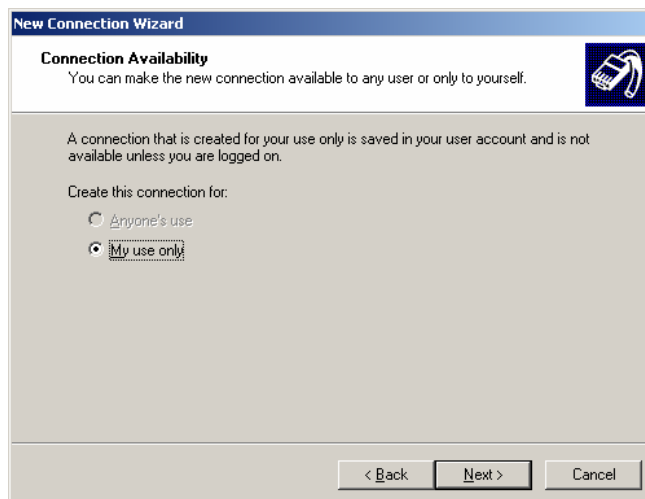 New Connection Wizard
Connection Availability
You can make the new connection available to any user or only to yourself.
A connection that is created for your use only is saved in your user account and is not
available unless you are logged on.
Create this connection for:
Anyone's use
My use only
< Back Next > Cancel